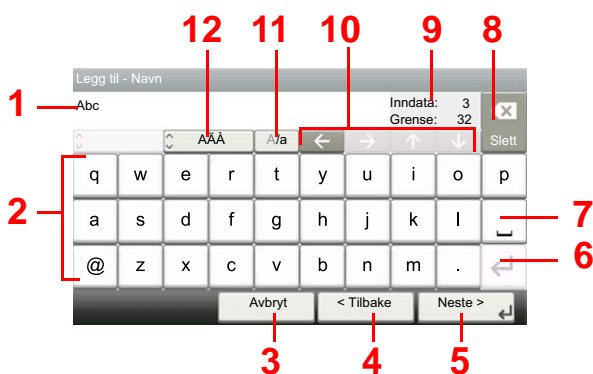 12 11 10 9 8
Legg til - Navn
1 Abc Inndata: 3
Grense: 32
AÄÀ A/a ← → ↑ ↓ Slett
2 q w e r t y u i o p
a s d f g h j k l 7
@ z x c v b n m . 6
Avbryt < Tilbake Neste >
3 4 5